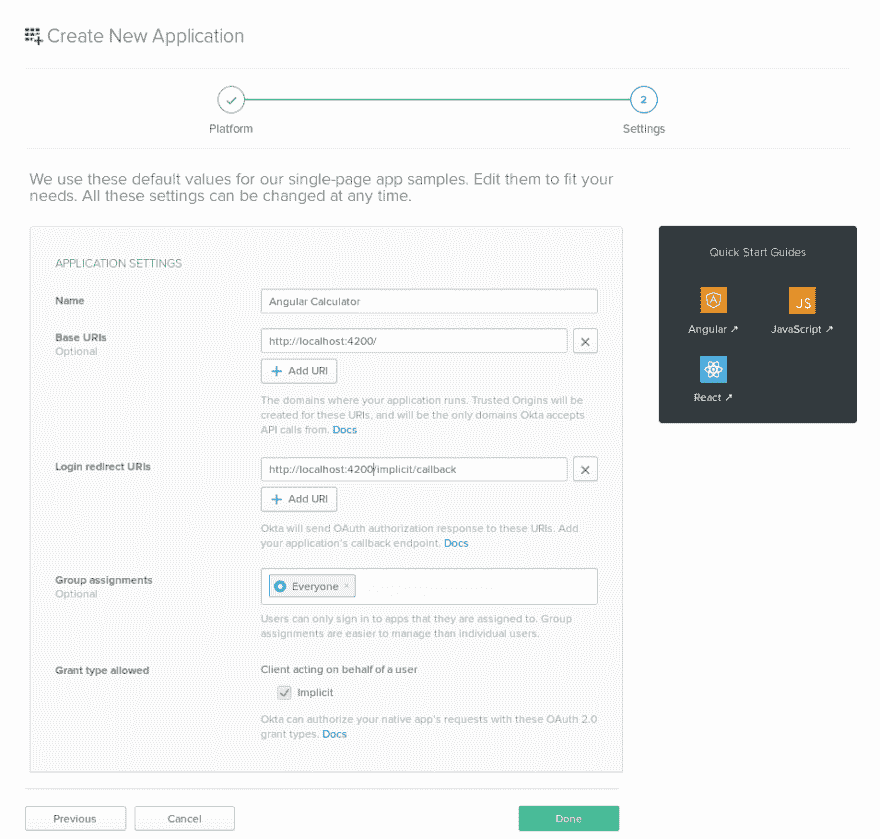 Create New Application
2
Platform
Settings
We use these default values for our single-page app samples. Edit them to fit your
needs. All these settings can be changed at any time.
APPLICATION SETTINGS
Name
Angular Calculator
Base URIs
Optional
http://localhost:4200/
+ Add URI
The domains where your application runs. Trusted Origins will be
created for these URIs, and will be the only domains Okta accepts
API calls from. Docs
Login redirect URIs
http://localhost:4200/implicit/callback
+ Add URI
Okta will send OAuth authorization response to these URIs. Add
your application's callback endpoint. Docs
Group assignments
Optional
Everyone ×
Users can only sign in to apps that they are assigned to. Group
assignments are easier to manage than individual users.
Grant type allowed
Client acting on behalf of a user
Implicit
Okta can authorize your native app's requests with these OAuth 2.0
grant types. Docs
Previous
Cancel
Done
Quick Start Guides
JS
Angular ↗
JavaScript ↗
React ↗